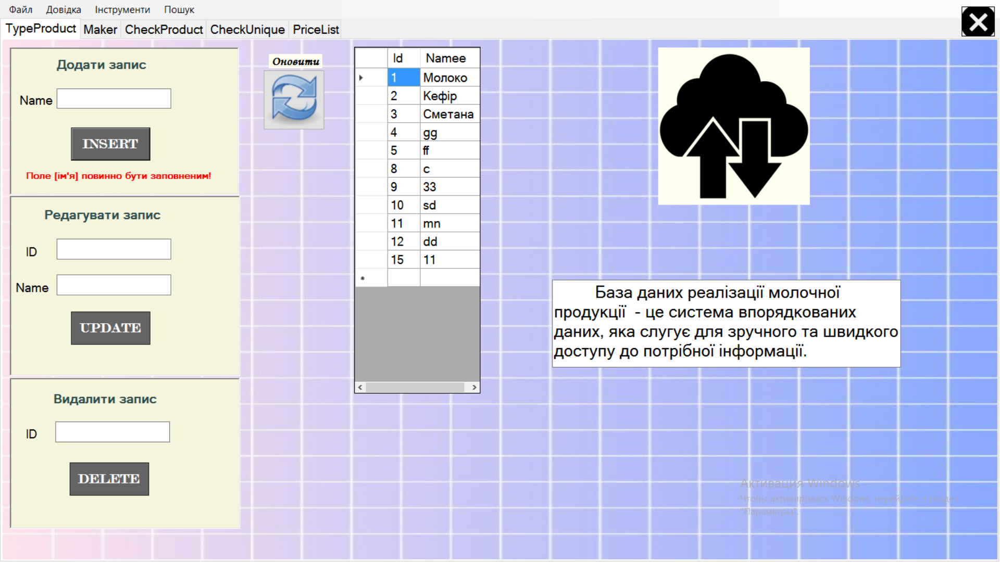 Файл Довідка Інструменти Пошук
TypeProduct Maker CheckProduct CheckUnique PriceList
Додати запис
Name
INSERT
Поле [ім'я] повинно бути заповненим!
Редагувати запис
ID
Name
UPDATE
Видалити запис
ID
DELETE
Оновити
Id Namee
1 Молоко
2 Кефір
3 Сметана
4 gg
5 ff
8 c
9 33
10 sd
11 mn
12 dd
15 11
База даних реалізації молочної
продукції - це система впорядкованих
даних, яка слугує для зручного та швидкого
доступу до потрібної інформації.
Активация Windows
Чтобы активировать Windows, перейдите в раздел
"Параметры".